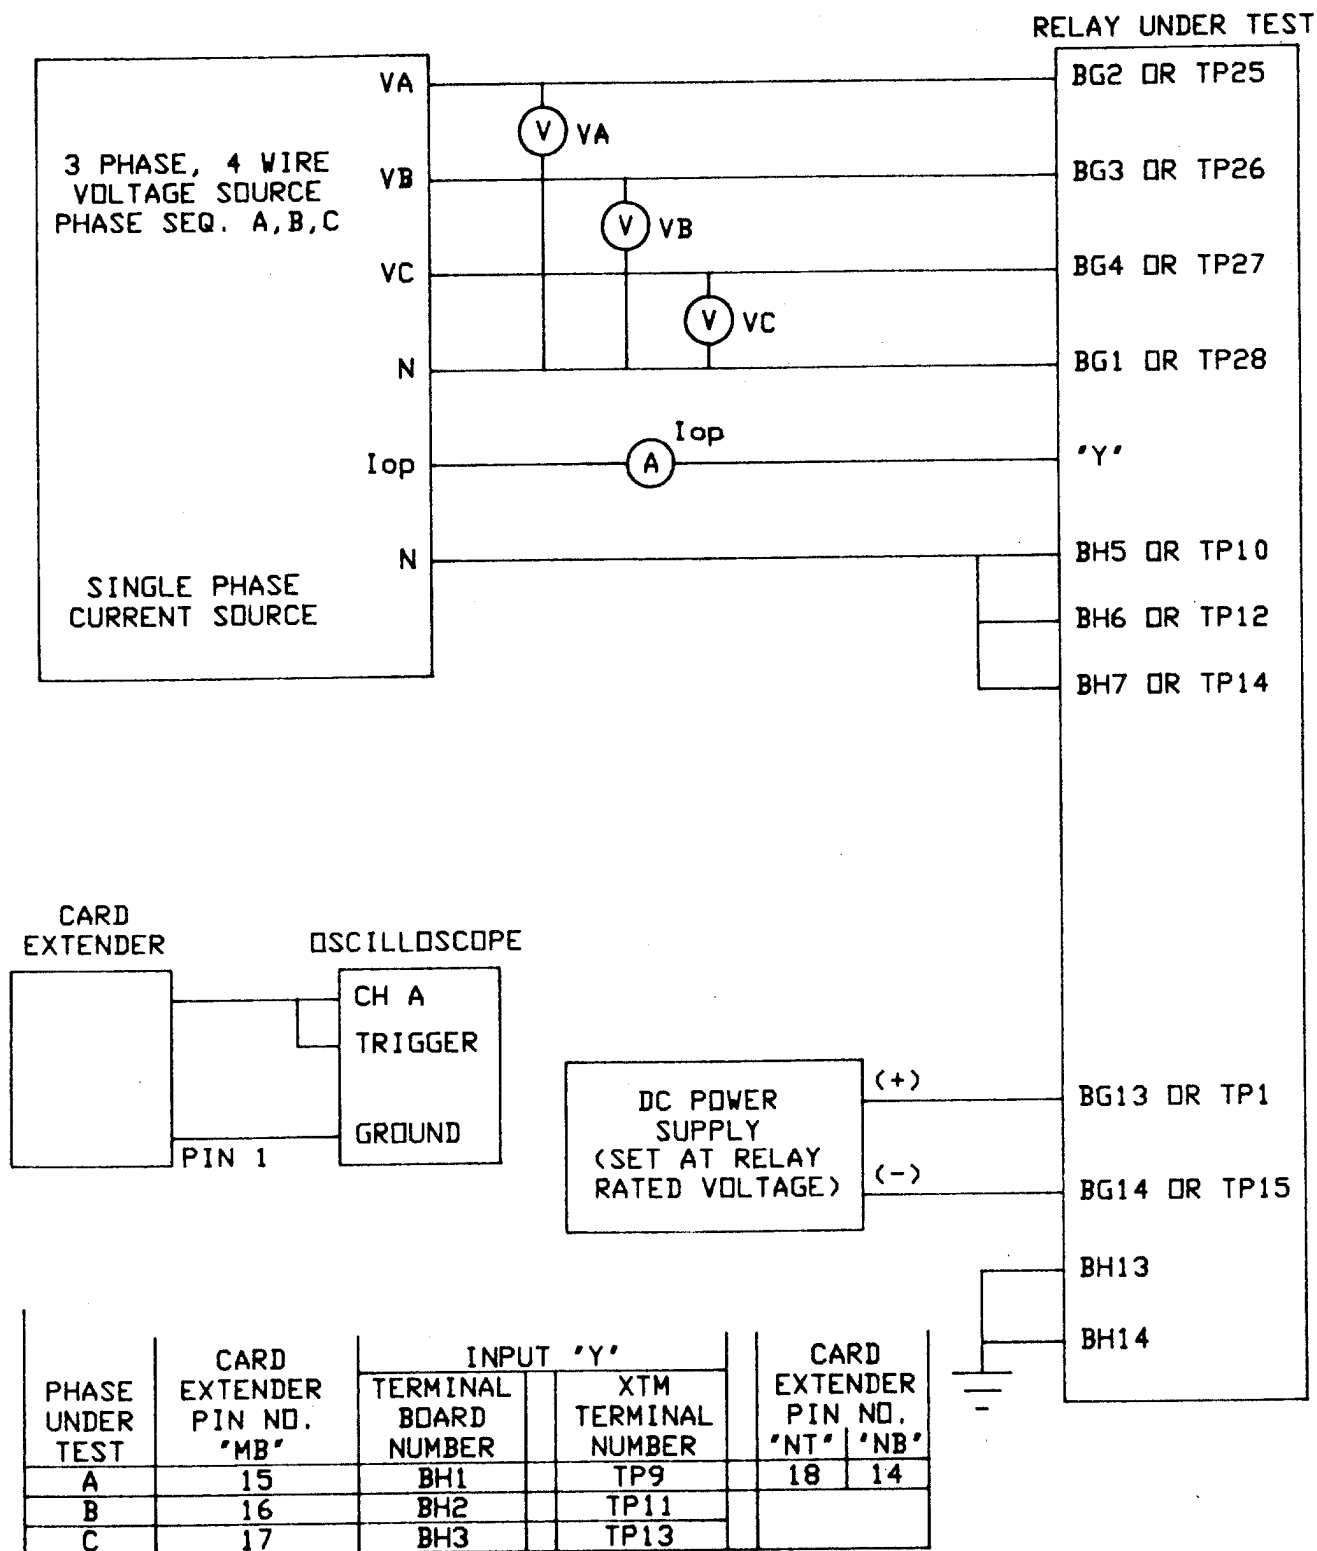 RELAY UNDER TEST
VA
BG2 OR TP25
V
VA
3 PHASE, 4 WIRE
VOLTAGE SOURCE
PHASE SEQ. A,B,C
VB
BG3 OR TP26
V
VB
VC
BG4 OR TP27
V
VC
N
BG1 OR TP28
Iop
Iop
A
"Y"
N
BH5 OR TP10
SINGLE PHASE
CURRENT SOURCE
BH6 OR TP12
BH7 OR TP14
CARD
EXTENDER
OSCILLOSCOPE
CH A
TRIGGER
GROUND
PIN 1
DC POWER
SUPPLY
(SET AT RELAY
RATED VOLTAGE)
(+)
BG13 OR TP1
(-)
BG14 OR TP15
BH13
BH14
PHASE
UNDER
TEST
CARD
EXTENDER
PIN NO.
"MB"
INPUT "Y"
TERMINAL
BOARD
NUMBER
XTM
TERMINAL
NUMBER
CARD
EXTENDER
PIN NO.
"NT" "NB"
A 15 BH1 TP9 18 14
B 16 BH2 TP11
C 17 BH3 TP13